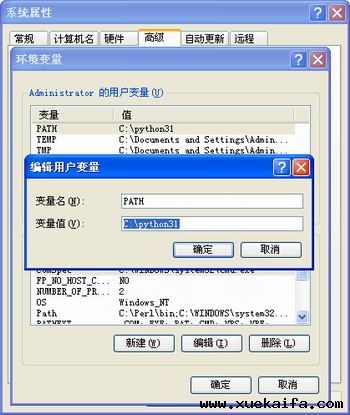 系统属性
常规 计算机名 硬件 高级 自动更新 远程
环境变量
Administrator 的用户变量(U)
变量 值
PATH C:\python31
TEMP C:\Documents and Settings\Admin...
TMP C:\Documents and Settings\Admin...
编辑用户变量
变量名(N): PATH
变量值(V): C:\python31
确定 取消
ComSpec C:\WINDOWS\system32\cmd.exe
FP_NO_HOST_C... NO
NUMBER_OF_PR... 2
OS Windows_NT
Path C:\Perl\bin;C:\WINDOWS\system32...
PATHEXT .COM;.EXE;.BAT;.CMD;.VBS;.VBE;
新建(W) 编辑(I) 删除(L)
确定 取消
www.xuekaifa.com